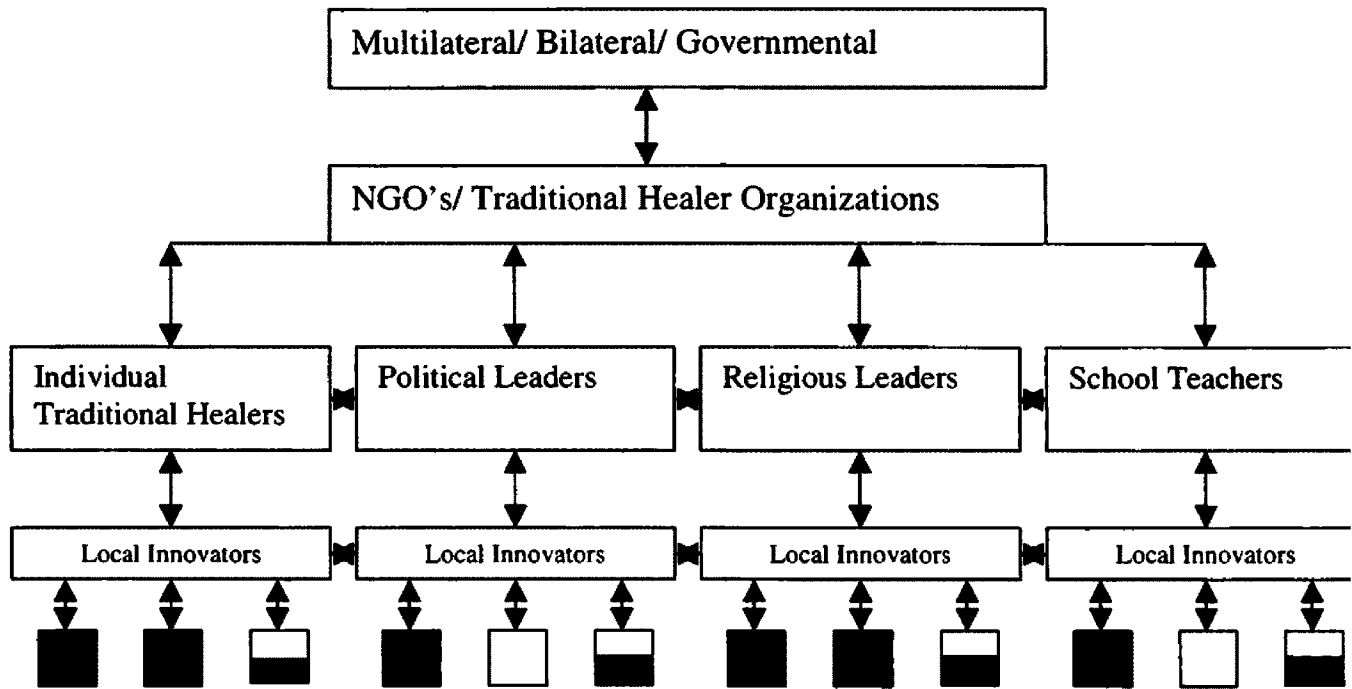 Multilateral/ Bilateral/ Governmental
NGO's/ Traditional Healer Organizations
Individual
Traditional Healers
Political Leaders
Religious Leaders
School Teachers
Local Innovators
Local Innovators
Local Innovators
Local Innovators